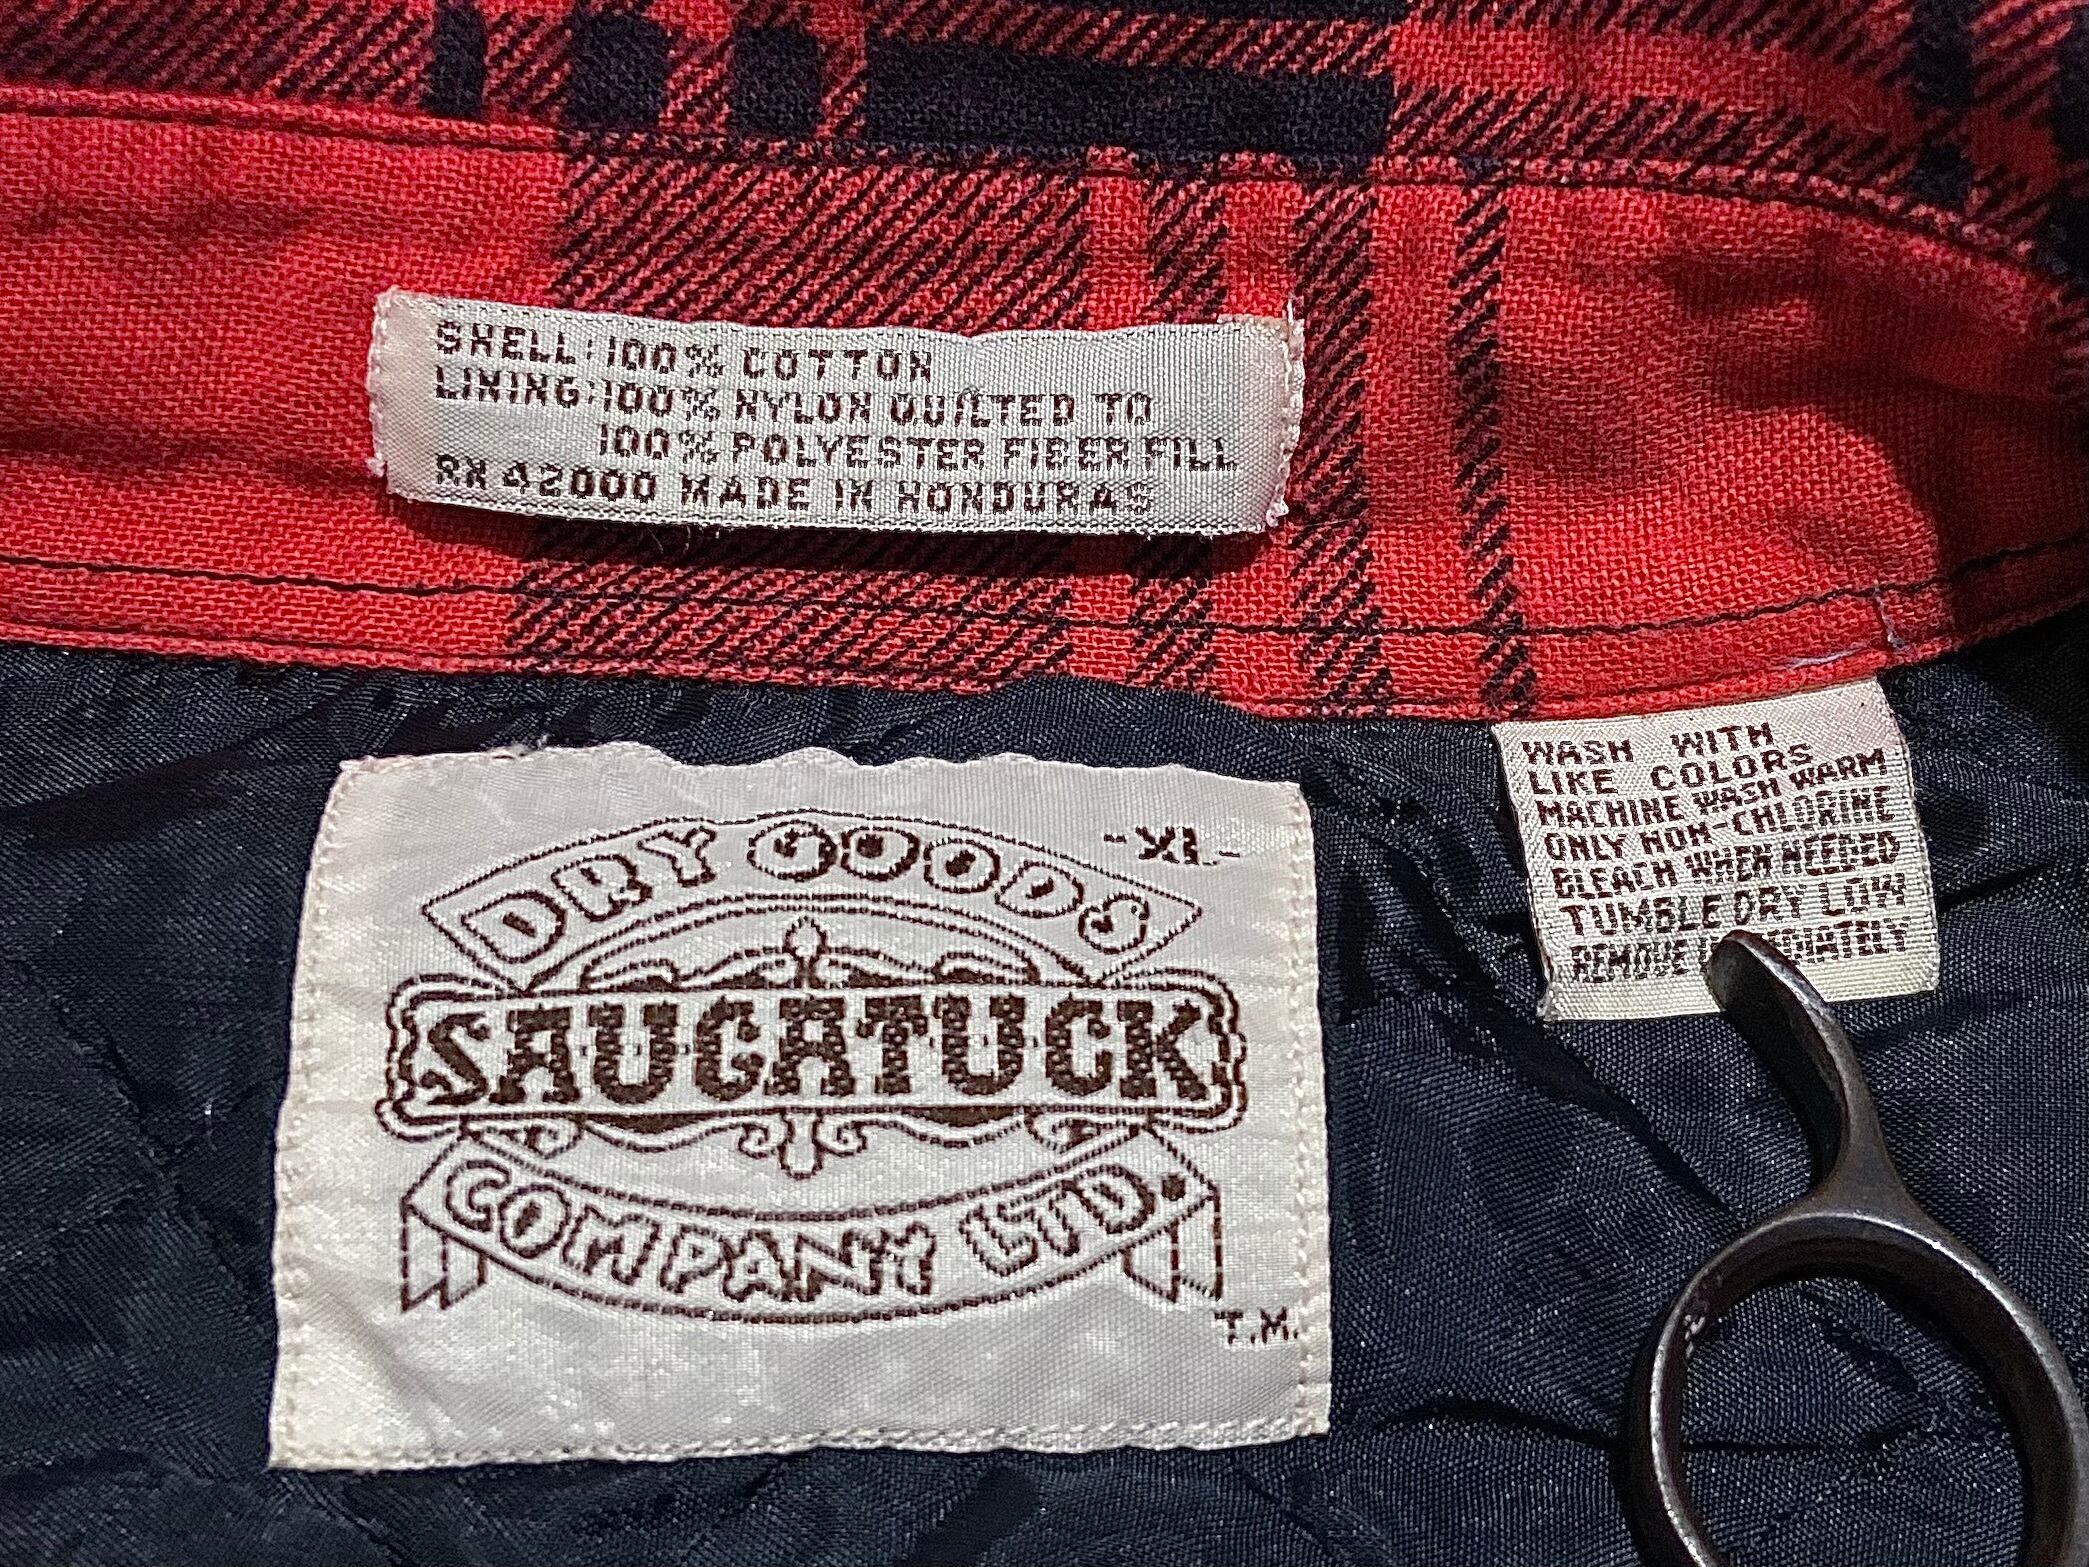 SHELL: 100% COTTON
LINING: 100% NYLON QUILTED TO
100% POLYESTER FIBER FILL
RN 42000 MADE IN HONDURAS
WASH WITH
LIKE COLORS
MACHINE WASH WARM
ONLY NON-CHLORINE
BLEACH WHEN NEEDED
TUMBLE DRY LOW
REMOVE
-XL-
DRY GOODS
SAUCATUCK
COMPANY LTD.
T.M.